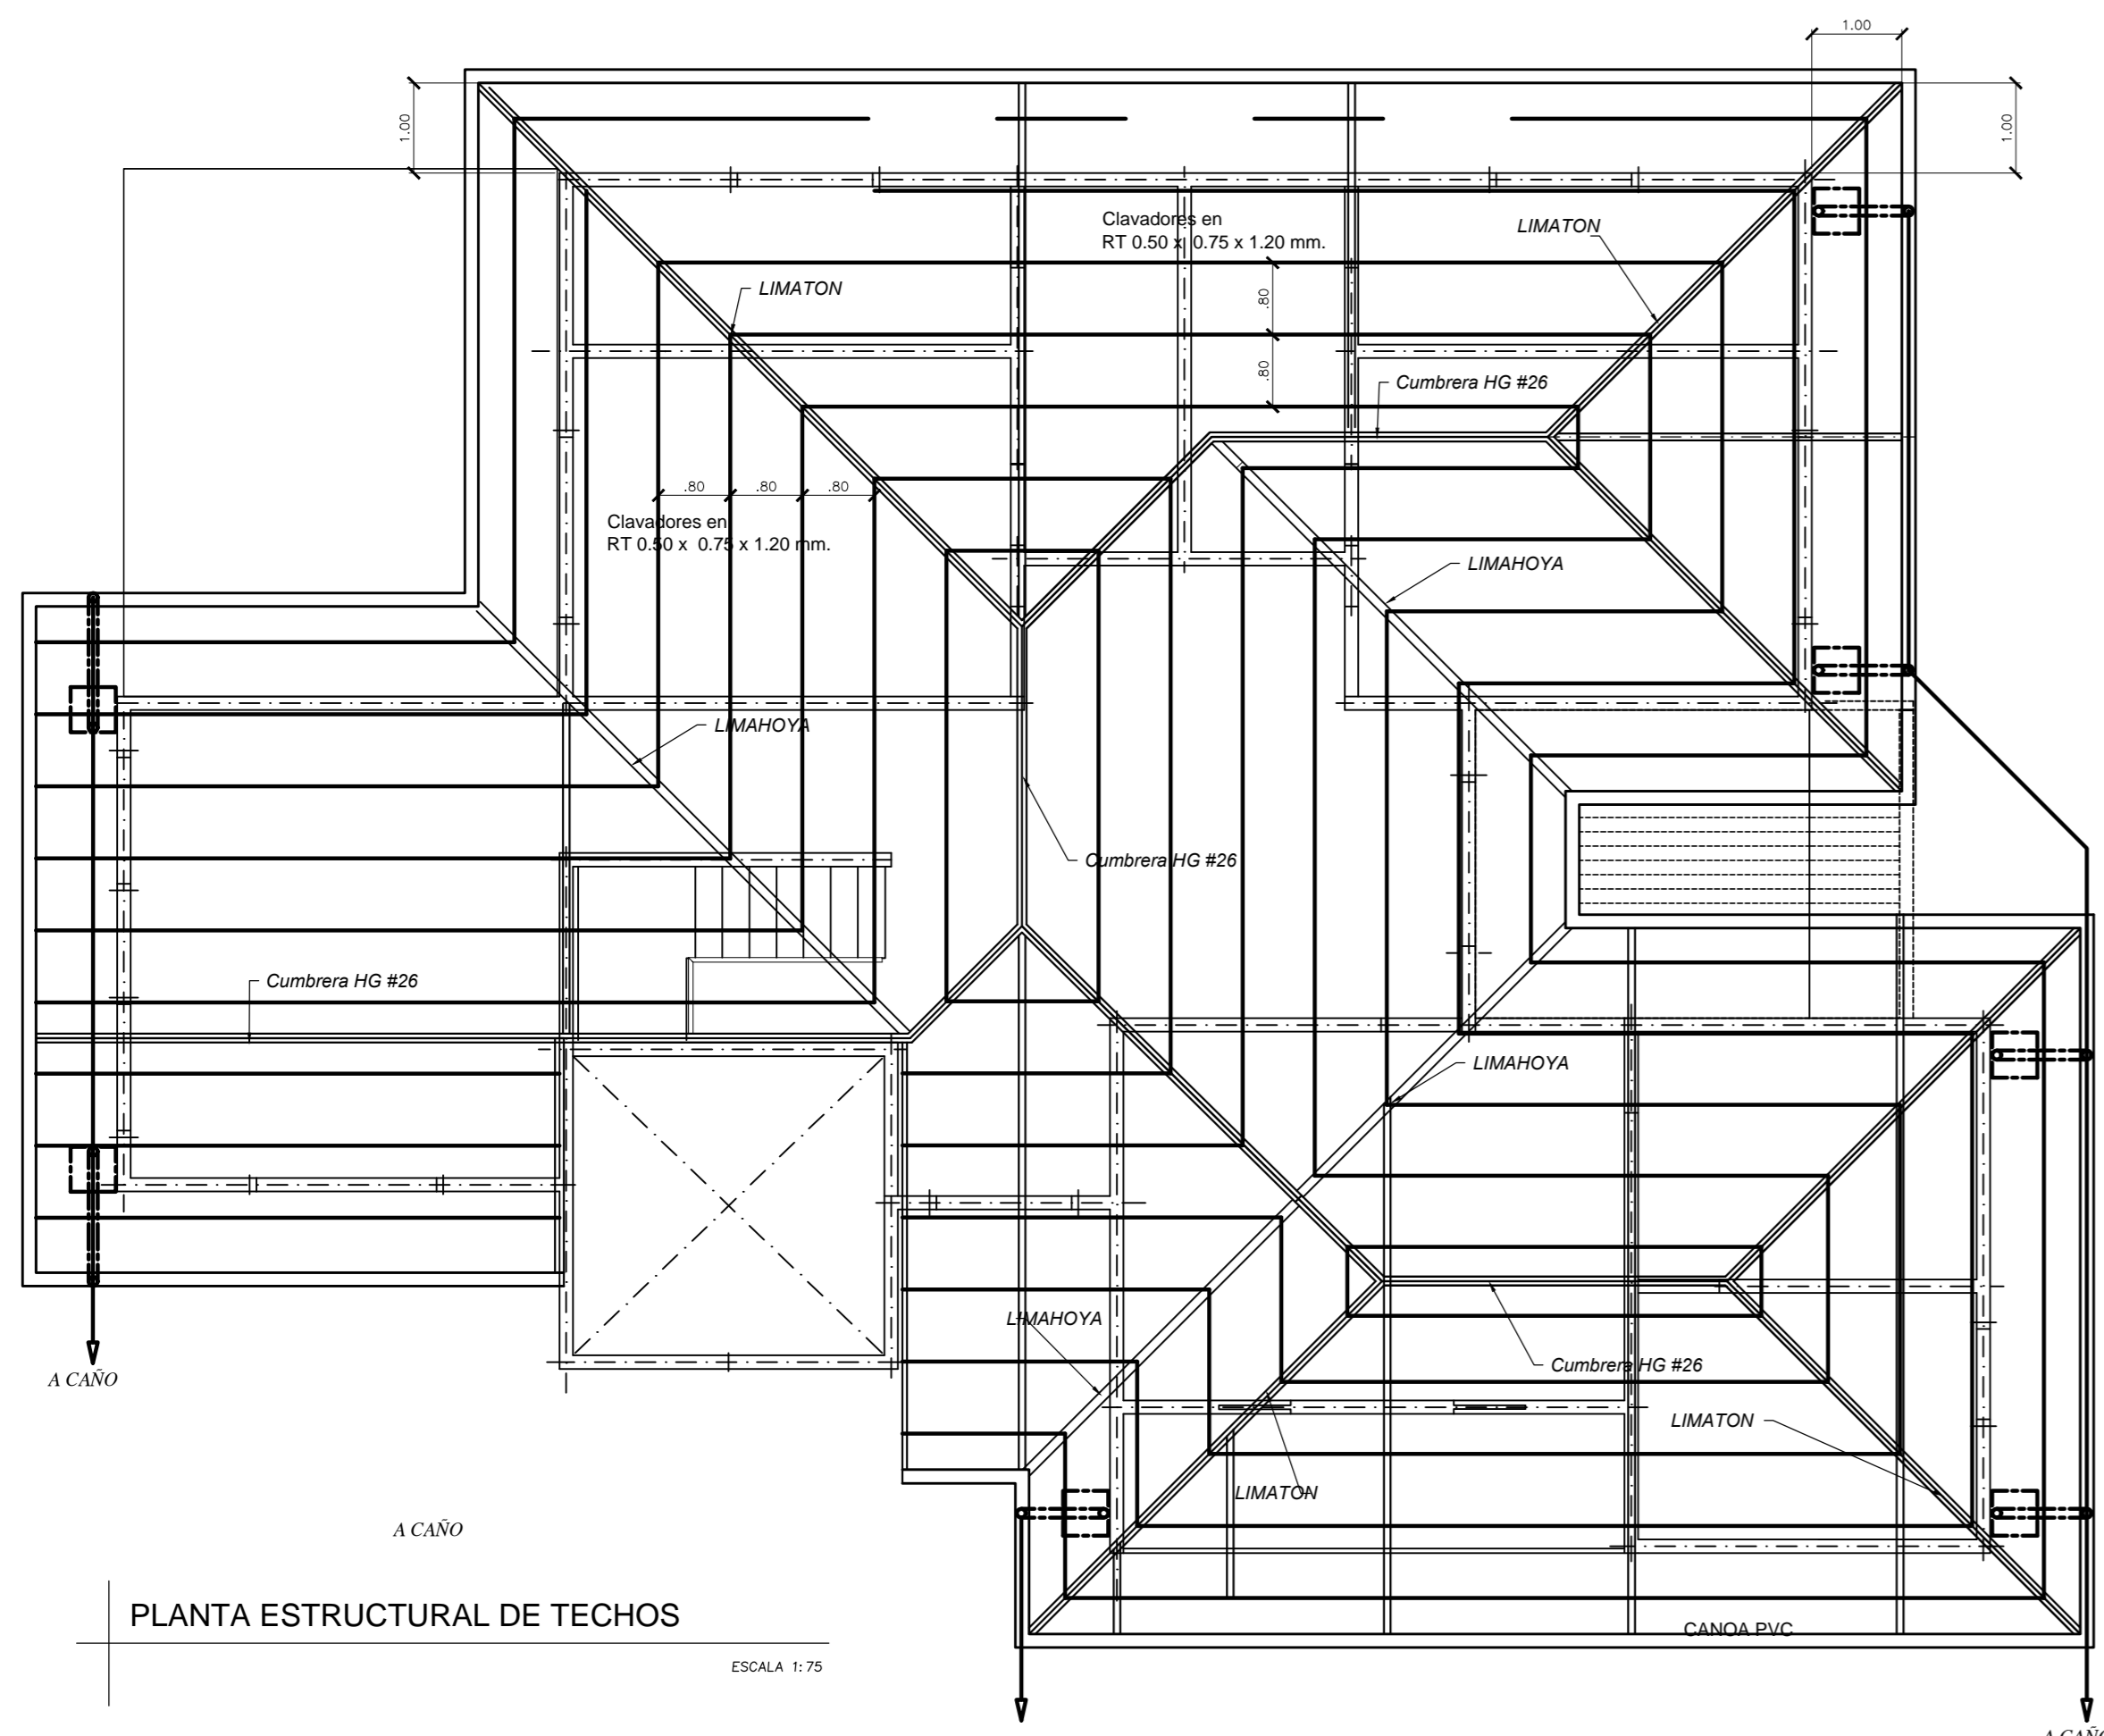 1.00
1.00
1.00
Clavadores en
RT 0.50 x 0.75 x 1.20 mm.
LIMATON
LIMATON
.80
.80
Cumbrera HG #26
.80 .80 .80
Clavadores en
RT 0.50 x 0.75 x 1.20 mm.
LIMAHOYA
LIMAHOYA
Cumbrera HG #26
Cumbrera HG #26
LIMAHOYA
LIMAHOYA
Cumbrera HG #26
A CAÑO
LIMATON
LIMATON
A CAÑO
PLANTA ESTRUCTURAL DE TECHOS
CANOA PVC
ESCALA 1:75
A CAÑO